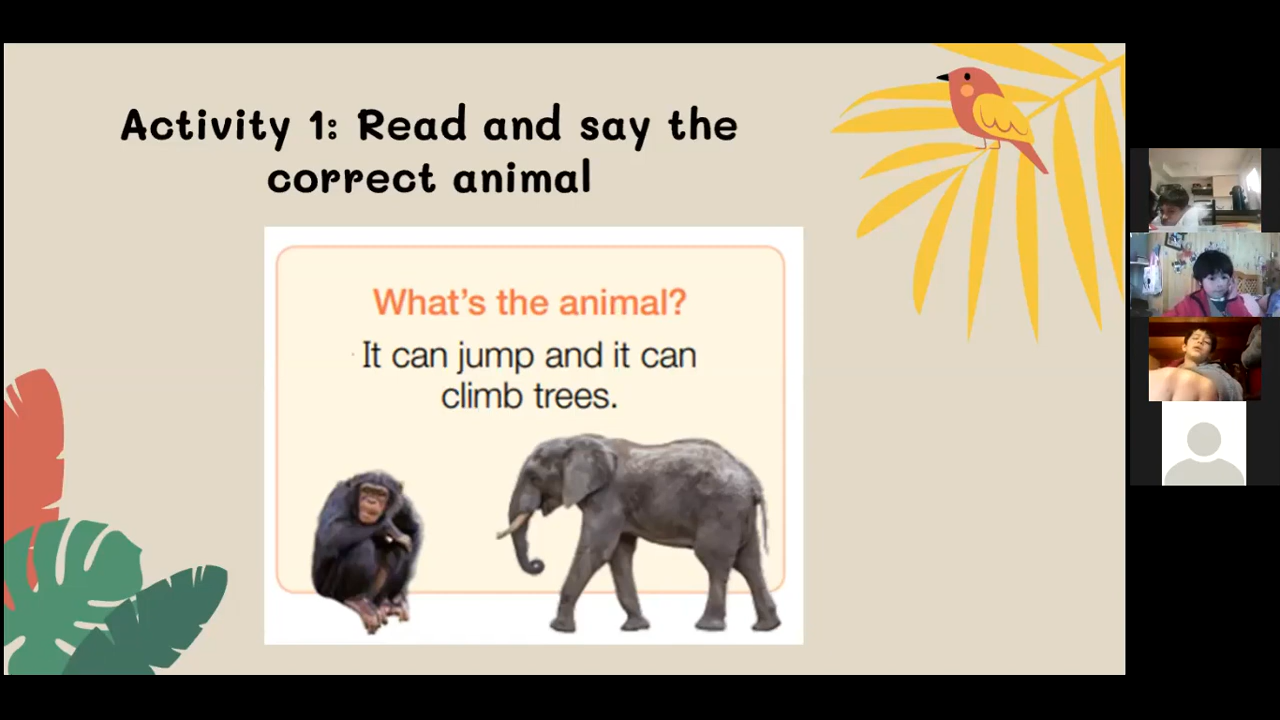 Activity 1: Read and say the
correct animal
What's the animal?
It can jump and it can
climb trees.